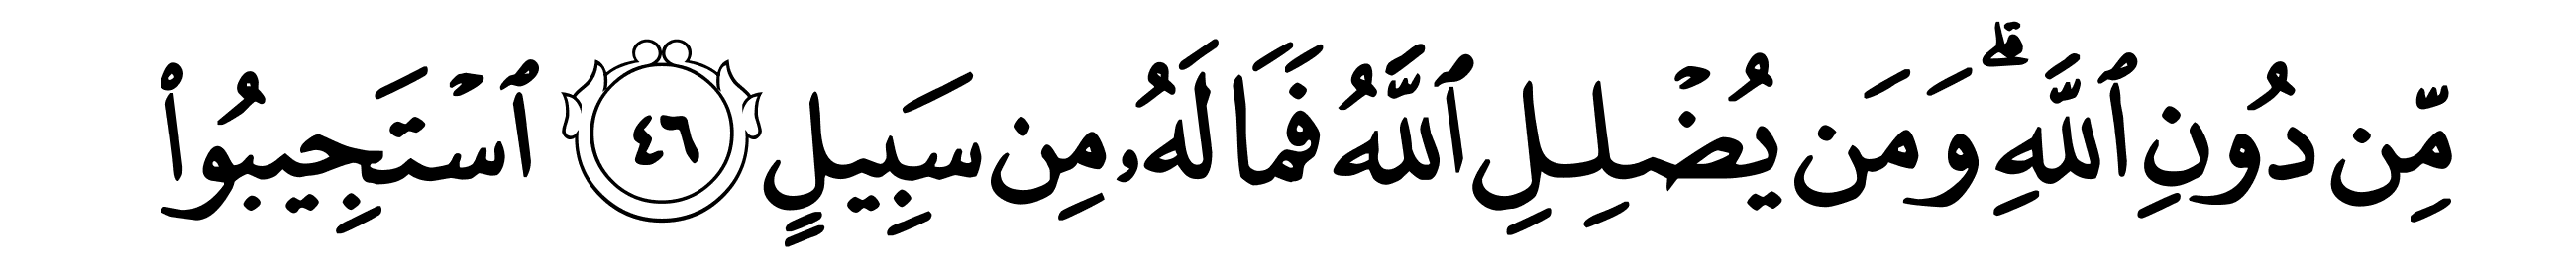 مِّن دُونِ ٱللَّهِۗ وَمَن يُضۡلِلِ ٱللَّهُ فَمَا لَهُۥ مِن سَبِيلٍ ٤٦ ٱسۡتَجِيبُواْ